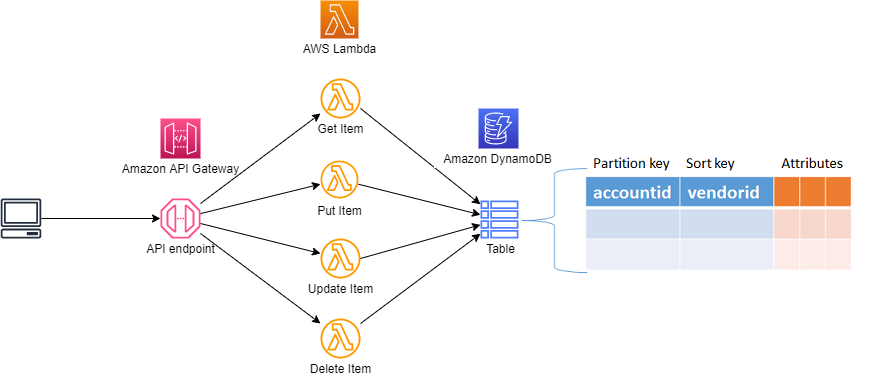 AWS Lambda
Get Item
Amazon API Gateway
Amazon DynamoDB
Partition key Sort key Attributes
accountid vendorid
Put Item
API endpoint
Table
Update Item
Delete Item